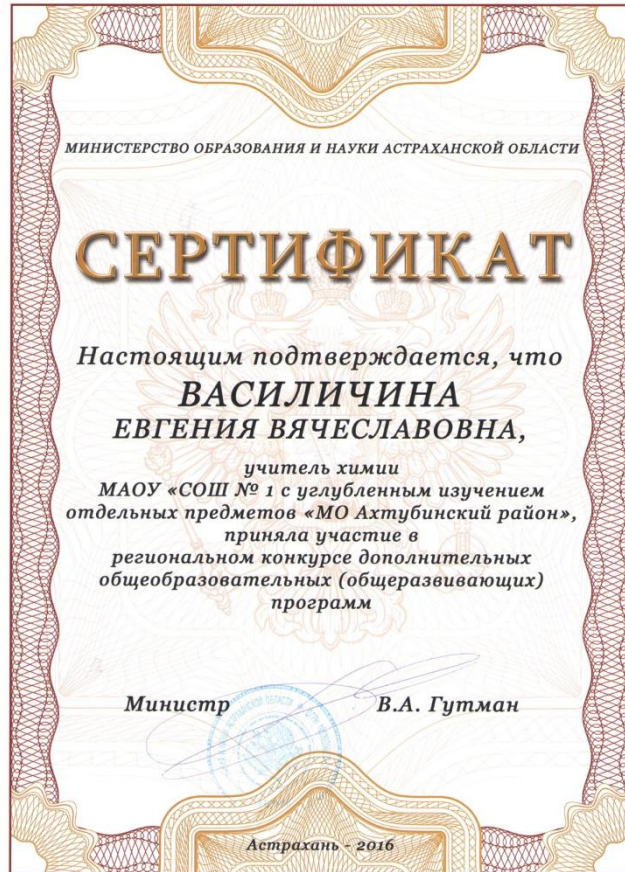 МИНИСТЕРСТВО ОБРАЗОВАНИЯ И НАУКИ АСТРАХАНСКОЙ ОБЛАСТИ
СЕРТИФИКАТ
Настоящим подтверждается, что
ВАСИЛИЧИНА
ЕВГЕНИЯ ВЯЧЕСЛАВОВНА,
учитель химии
МАОУ «СОШ № 1 с углубленным изучением
отдельных предметов «МО Ахтубинский район»,
приняла участие в
региональном конкурсе дополнительных
общеобразовательных (общеразвивающих)
программ
Министр В.А. Гутман
Астрахань - 2016